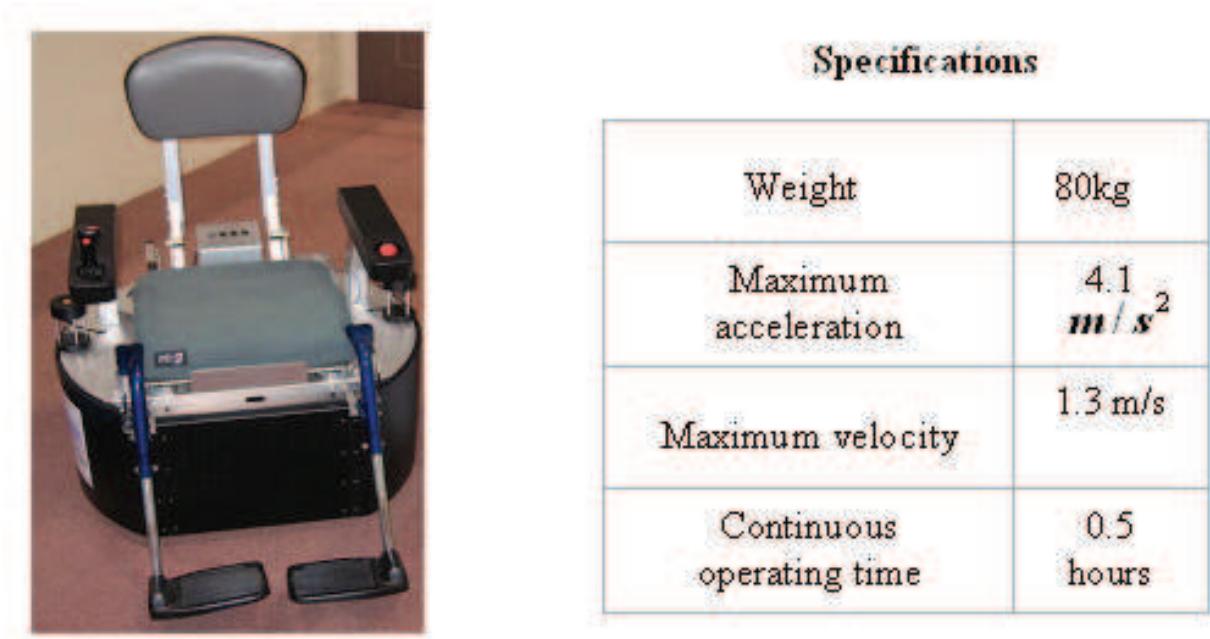 Specifications
Weight
80kg
Maximum
acceleration
4.1
m/s²
Maximum velocity
1.3 m/s
Continuous
operating time
0.5
hours